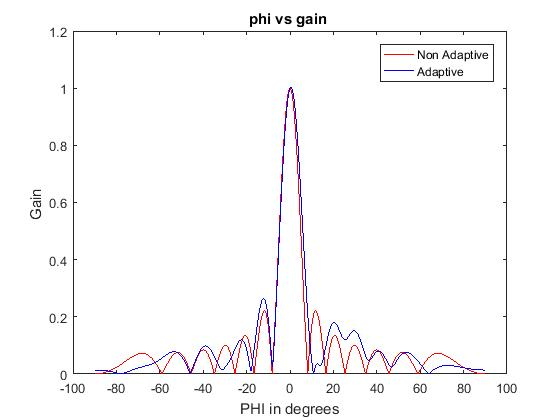 phi vs gain
Non Adaptive
Adaptive
1.2
1
0.8
0.6
0.4
0.2
0
Gain
-100 -80 -60 -40 -20 0 20 40 60 80 100
PHI in degrees